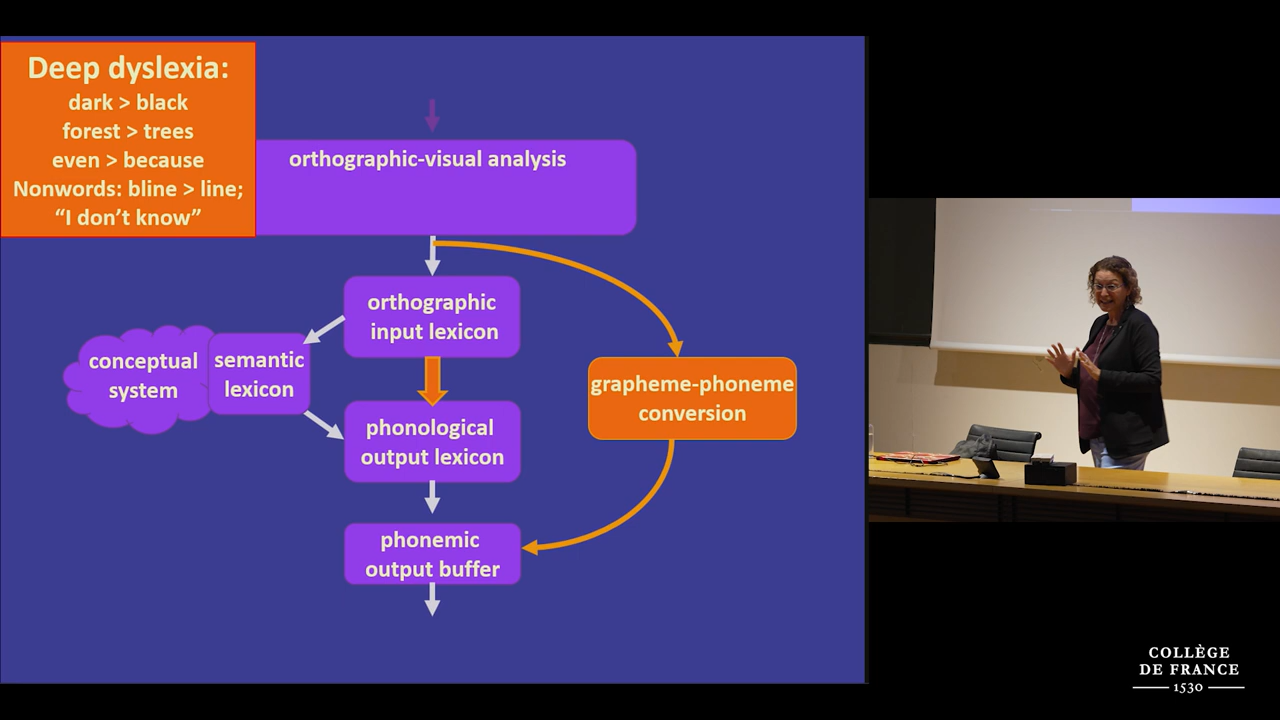 Deep dyslexia:
dark > black
forest > trees
even > because
Nonwords: bline > line;
“I don’t know”
orthographic-visual analysis
orthographic
input lexicon
conceptual
system
semantic
lexicon
grapheme-phoneme
conversion
phonological
output lexicon
phonemic
output buffer
COLLÈGE
DE FRANCE
1530